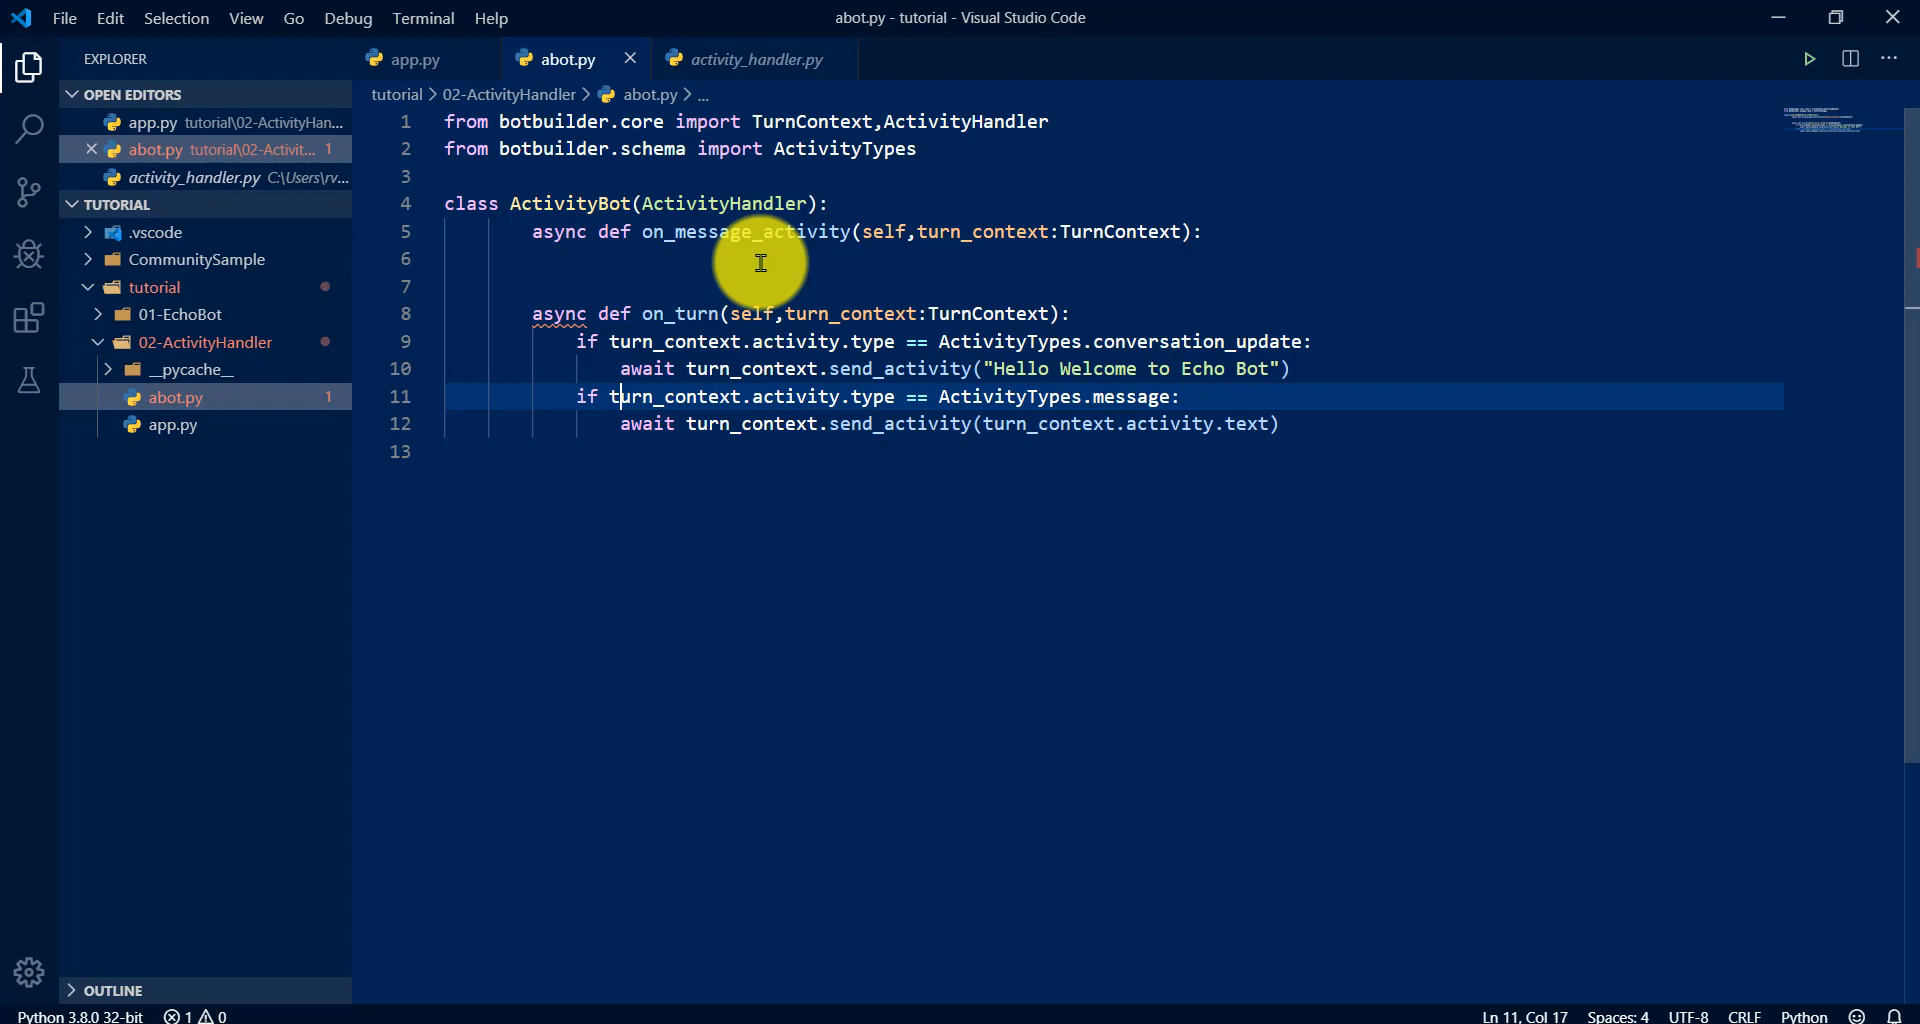 File Edit Selection View Go Debug Terminal Help
abot.py - tutorial - Visual Studio Code
EXPLORER
app.py
abot.py
activity_handler.py
OPEN EDITORS
app.py tutorial\02-ActivityHan...
abot.py tutorial\02-Activit... 1
activity_handler.py C:\Users\rv...
TUTORIAL
.vscode
CommunitySample
tutorial
01-EchoBot
02-ActivityHandler
__pycache__
abot.py 1
app.py
OUTLINE
tutorial > 02-ActivityHandler > abot.py > ...
1 from botbuilder.core import TurnContext,ActivityHandler
2 from botbuilder.schema import ActivityTypes
3
4 class ActivityBot(ActivityHandler):
5 async def on_message_activity(self,turn_context:TurnContext):
6
7
8 async def on_turn(self,turn_context:TurnContext):
9 if turn_context.activity.type == ActivityTypes.conversation_update:
10 await turn_context.send_activity("Hello Welcome to Echo Bot")
11 if turn_context.activity.type == ActivityTypes.message:
12 await turn_context.send_activity(turn_context.activity.text)
13
Python 3.8.0 32-bit 1 0
Ln 11, Col 17 Spaces: 4 UTF-8 CRLF Python